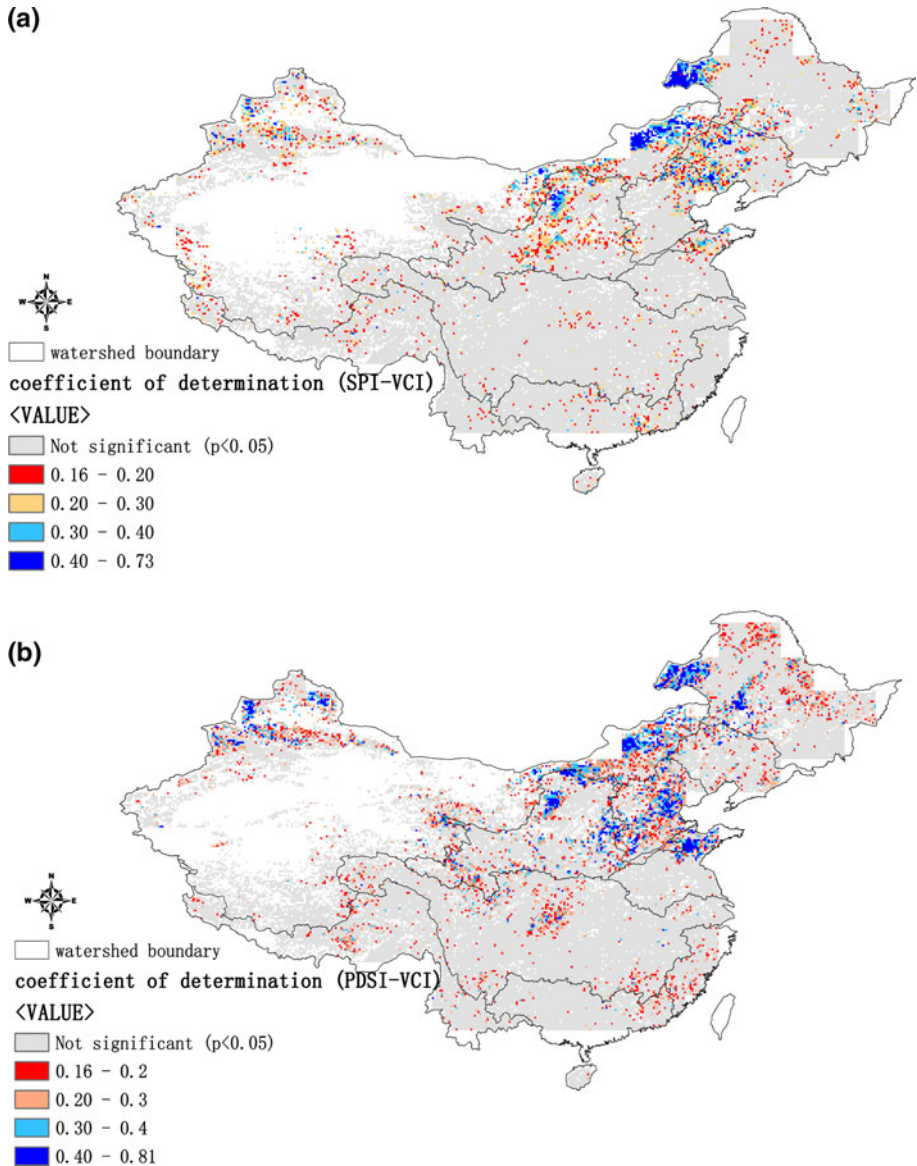 (a)
N
W E
S
watershed boundary
coefficient of determination (SPI-VCI)
<VALUE>
Not significant (p<0.05)
0.16 - 0.20
0.20 - 0.30
0.30 - 0.40
0.40 - 0.73
(b)
N
W E
S
watershed boundary
coefficient of determination (PDSI-VCI)
<VALUE>
Not significant (p<0.05)
0.16 - 0.2
0.20 - 0.3
0.30 - 0.4
0.40 - 0.81